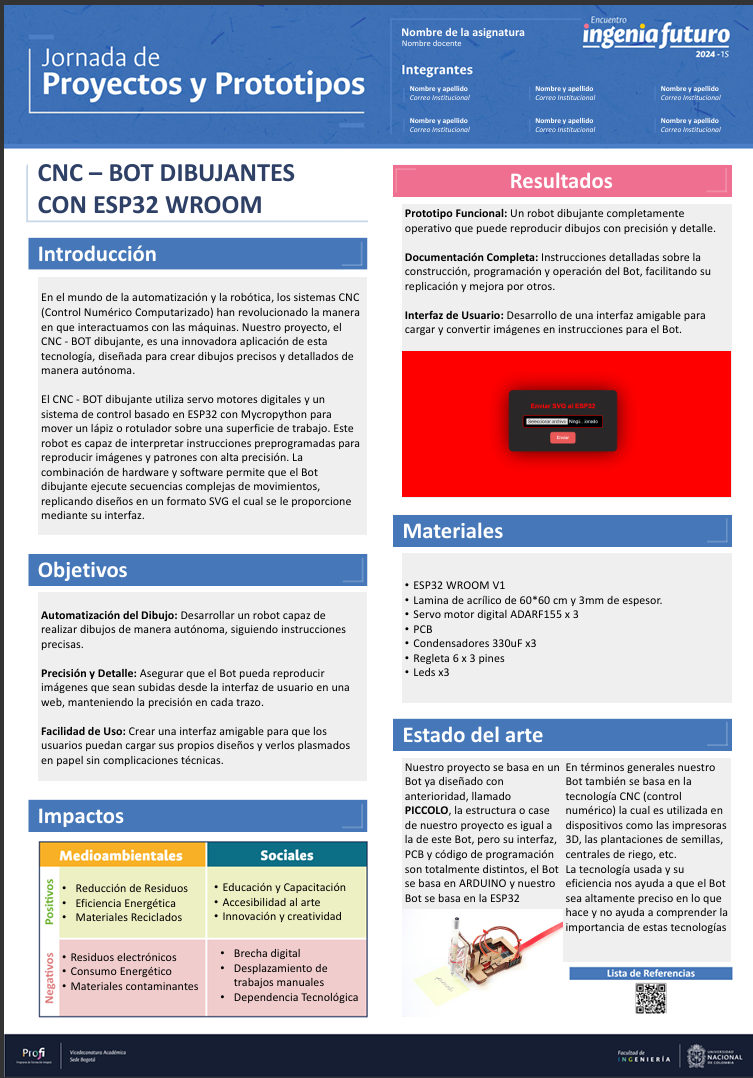 Jornada de
Proyectos y Prototipos
Nombre de la asignatura
Nombre docente
Encuentro
ingenia futuro
2024 -1S
Integrantes
Nombre y apellido
Correo Institucional
Nombre y apellido
Correo Institucional
Nombre y apellido
Correo Institucional
Nombre y apellido
Correo Institucional
Nombre y apellido
Correo Institucional
Nombre y apellido
Correo Institucional
CNC – BOT DIBUJANTES
CON ESP32 WROOM
Introducción
En el mundo de la automatización y la robótica, los sistemas CNC
(Control Numérico Computarizado) han revolucionado la manera
en que interactuamos con las máquinas. Nuestro proyecto, el
CNC - BOT dibujante, es una innovadora aplicación de esta
tecnología, diseñada para crear dibujos precisos y detallados de
manera autónoma.
El CNC - BOT dibujante utiliza servo motores digitales y un
sistema de control basado en ESP32 con Mycropython para
mover un lápiz o rotulador sobre una superficie de trabajo. Este
robot es capaz de interpretar instrucciones preprogramadas para
reproducir imágenes y patrones con alta precisión. La
combinación de hardware y software permite que el Bot
dibujante ejecute secuencias complejas de movimientos,
replicando diseños en un formato SVG el cual se le proporcione
mediante su interfaz.
Objetivos
Automatización del Dibujo: Desarrollar un robot capaz de
realizar dibujos de manera autónoma, siguiendo instrucciones
precisas.
Precisión y Detalle: Asegurar que el Bot pueda reproducir
imágenes que sean subidas desde la interfaz de usuario en una
web, manteniendo la precisión en cada trazo.
Facilidad de Uso: Crear una interfaz amigable para que los
usuarios puedan cargar sus propios diseños y verlos plasmados
en papel sin complicaciones técnicas.
Impactos
Medioambientales
Sociales
Positivos
• Reducción de Residuos
• Eficiencia Energética
• Materiales Reciclados
• Educación y Capacitación
• Accesibilidad al arte
• Innovación y creatividad
Negativos
• Residuos electrónicos
• Consumo Energético
• Materiales contaminantes
• Brecha digital
• Desplazamiento de
trabajos manuales
• Dependencia Tecnológica
Resultados
Prototipo Funcional: Un robot dibujante completamente
operativo que puede reproducir dibujos con precisión y detalle.
Documentación Completa: Instrucciones detalladas sobre la
construcción, programación y operación del Bot, facilitando su
replicación y mejora por otros.
Interfaz de Usuario: Desarrollo de una interfaz amigable para
cargar y convertir imágenes en instrucciones para el Bot.
Enviar SVG al ESP32
Seleccionar archivo Ningu...ionado
Enviar
Materiales
• ESP32 WROOM V1
• Lamina de acrílico de 60*60 cm y 3mm de espesor.
• Servo motor digital ADARF155 x 3
• PCB
• Condensadores 330uF x3
• Regleta 6 x 3 pines
• Leds x3
Estado del arte
Nuestro proyecto se basa en un
Bot ya diseñado con
anterioridad, llamado
PICCOLO, la estructura o case
de nuestro proyecto es igual a
la de este Bot, pero su interfaz,
PCB y código de programación
son totalmente distintos, el Bot
se basa en ARDUINO y nuestro
Bot se basa en la ESP32
En términos generales nuestro
Bot también se basa en la
tecnología CNC (control
numérico) la cual es utilizada en
dispositivos como las impresoras
3D, las plantaciones de semillas,
centrales de riego, etc.
La tecnología usada y su
eficiencia nos ayuda a que el Bot
sea altamente preciso en lo que
hace y no ayuda a comprender la
importancia de estas tecnologías
Lista de Referencias
Profi
Vicedecanatura Académica
Sede Bogotá
Facultad de
INGENIERÍA
UNIVERSIDAD
NACIONAL
DE COLOMBIA